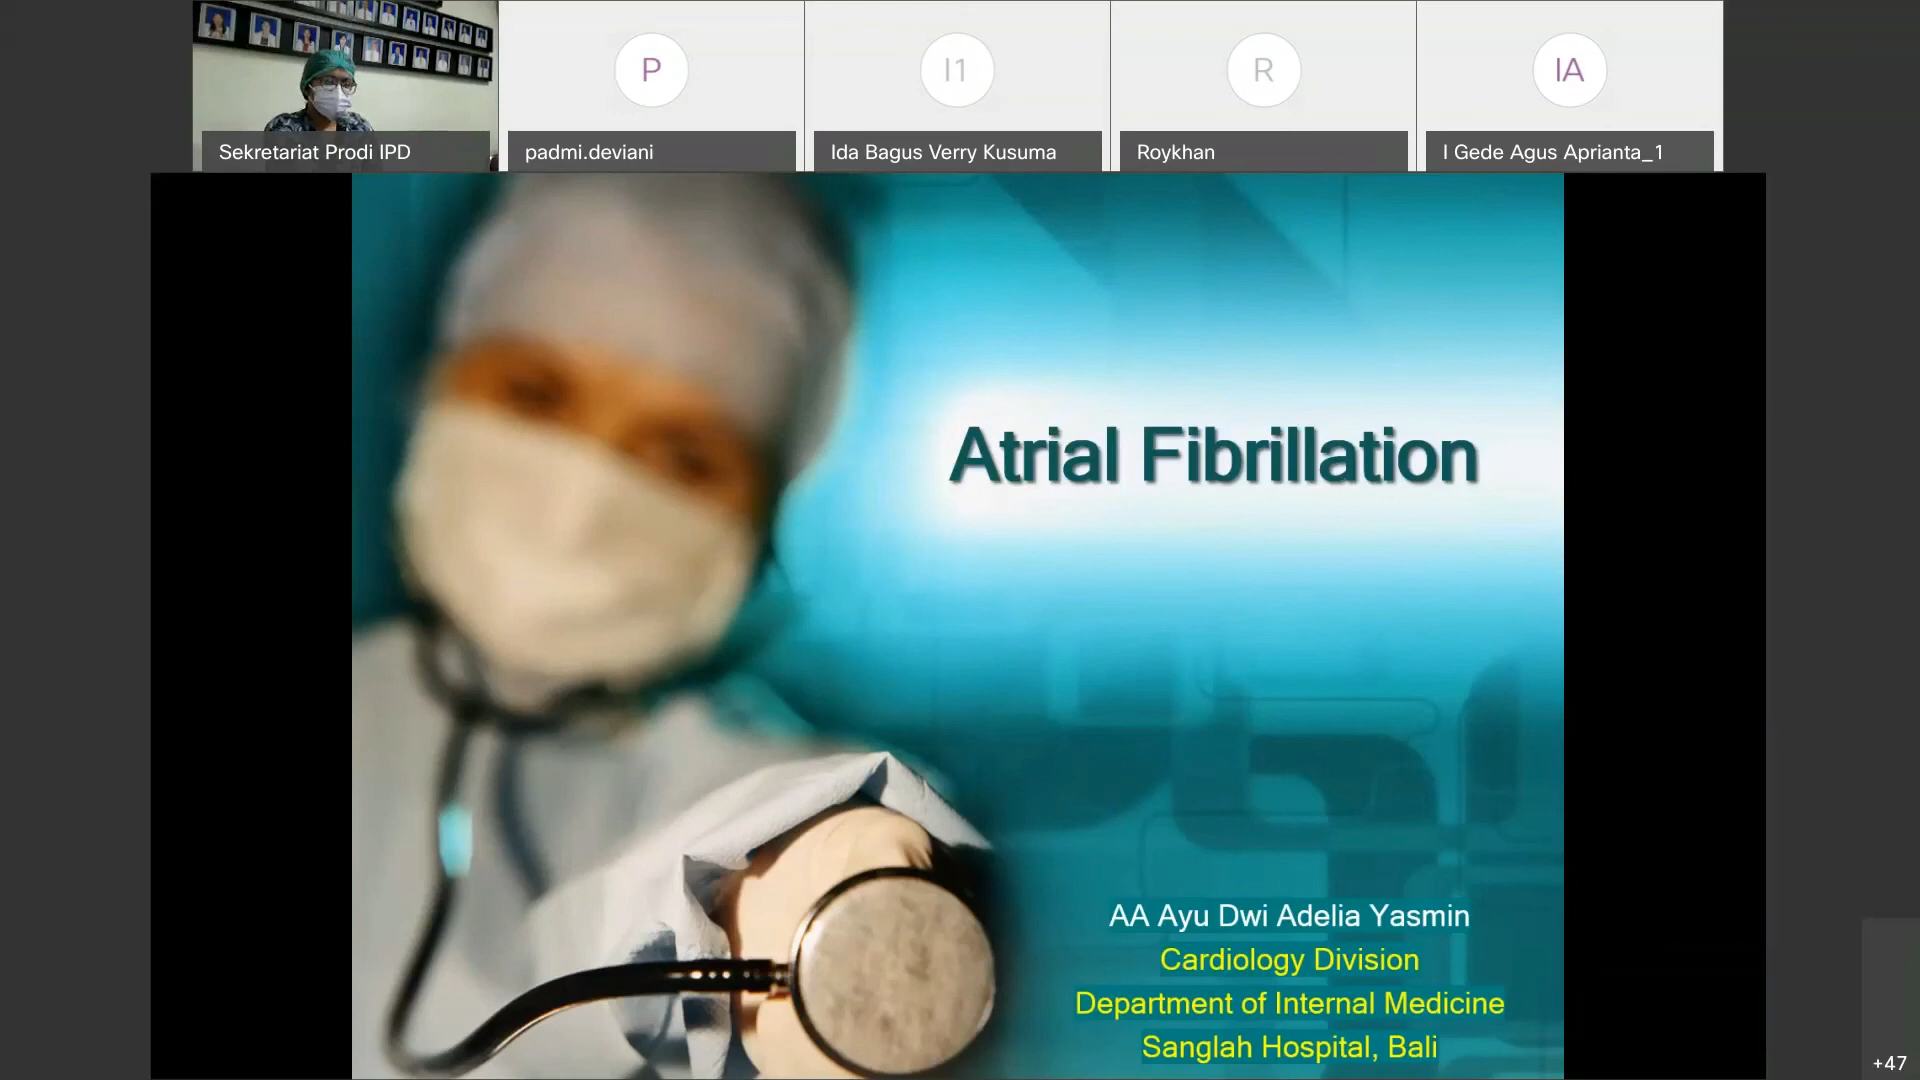 P
I1
R
IA
Sekretariat Prodi IPD
padmi.deviani
Ida Bagus Verry Kusuma
Roykhan
I Gede Agus Aprianta_1
Atrial Fibrillation
AA Ayu Dwi Adelia Yasmin
Cardiology Division
Department of Internal Medicine
Sanglah Hospital, Bali
+47